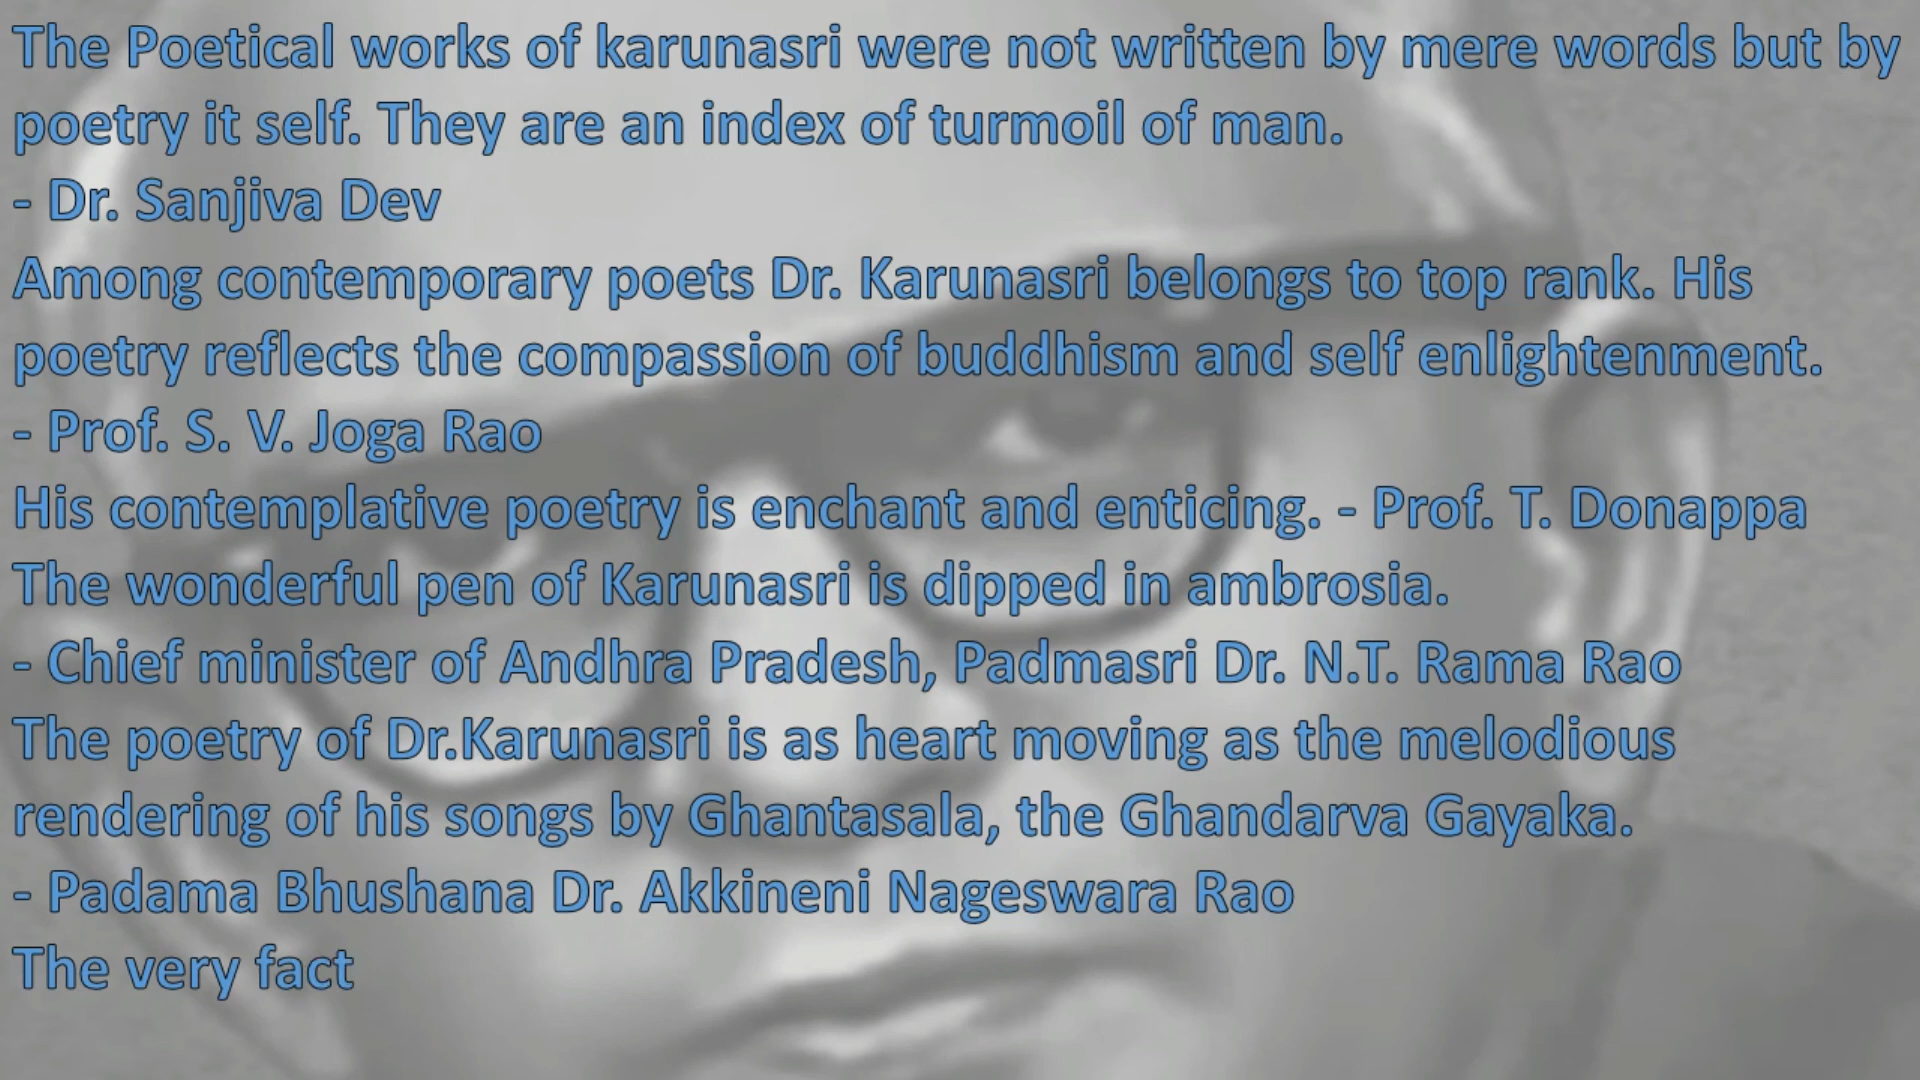 The Poetical works of karunasri were not written by mere words but by
poetry it self. They are an index of turmoil of man.
- Dr. Sanjiva Dev
Among contemporary poets Dr. Karunasri belongs to top rank. His
poetry reflects the compassion of buddhism and self enlightenment.
- Prof. S. V. Joga Rao
His contemplative poetry is enchant and enticing. - Prof. T. Donappa
The wonderful pen of Karunasri is dipped in ambrosia.
- Chief minister of Andhra Pradesh, Padmasri Dr. N.T. Rama Rao
The poetry of Dr.Karunasri is as heart moving as the melodious
rendering of his songs by Ghantasala, the Ghandarva Gayaka.
- Padama Bhushana Dr. Akkineni Nageswara Rao
The very fact